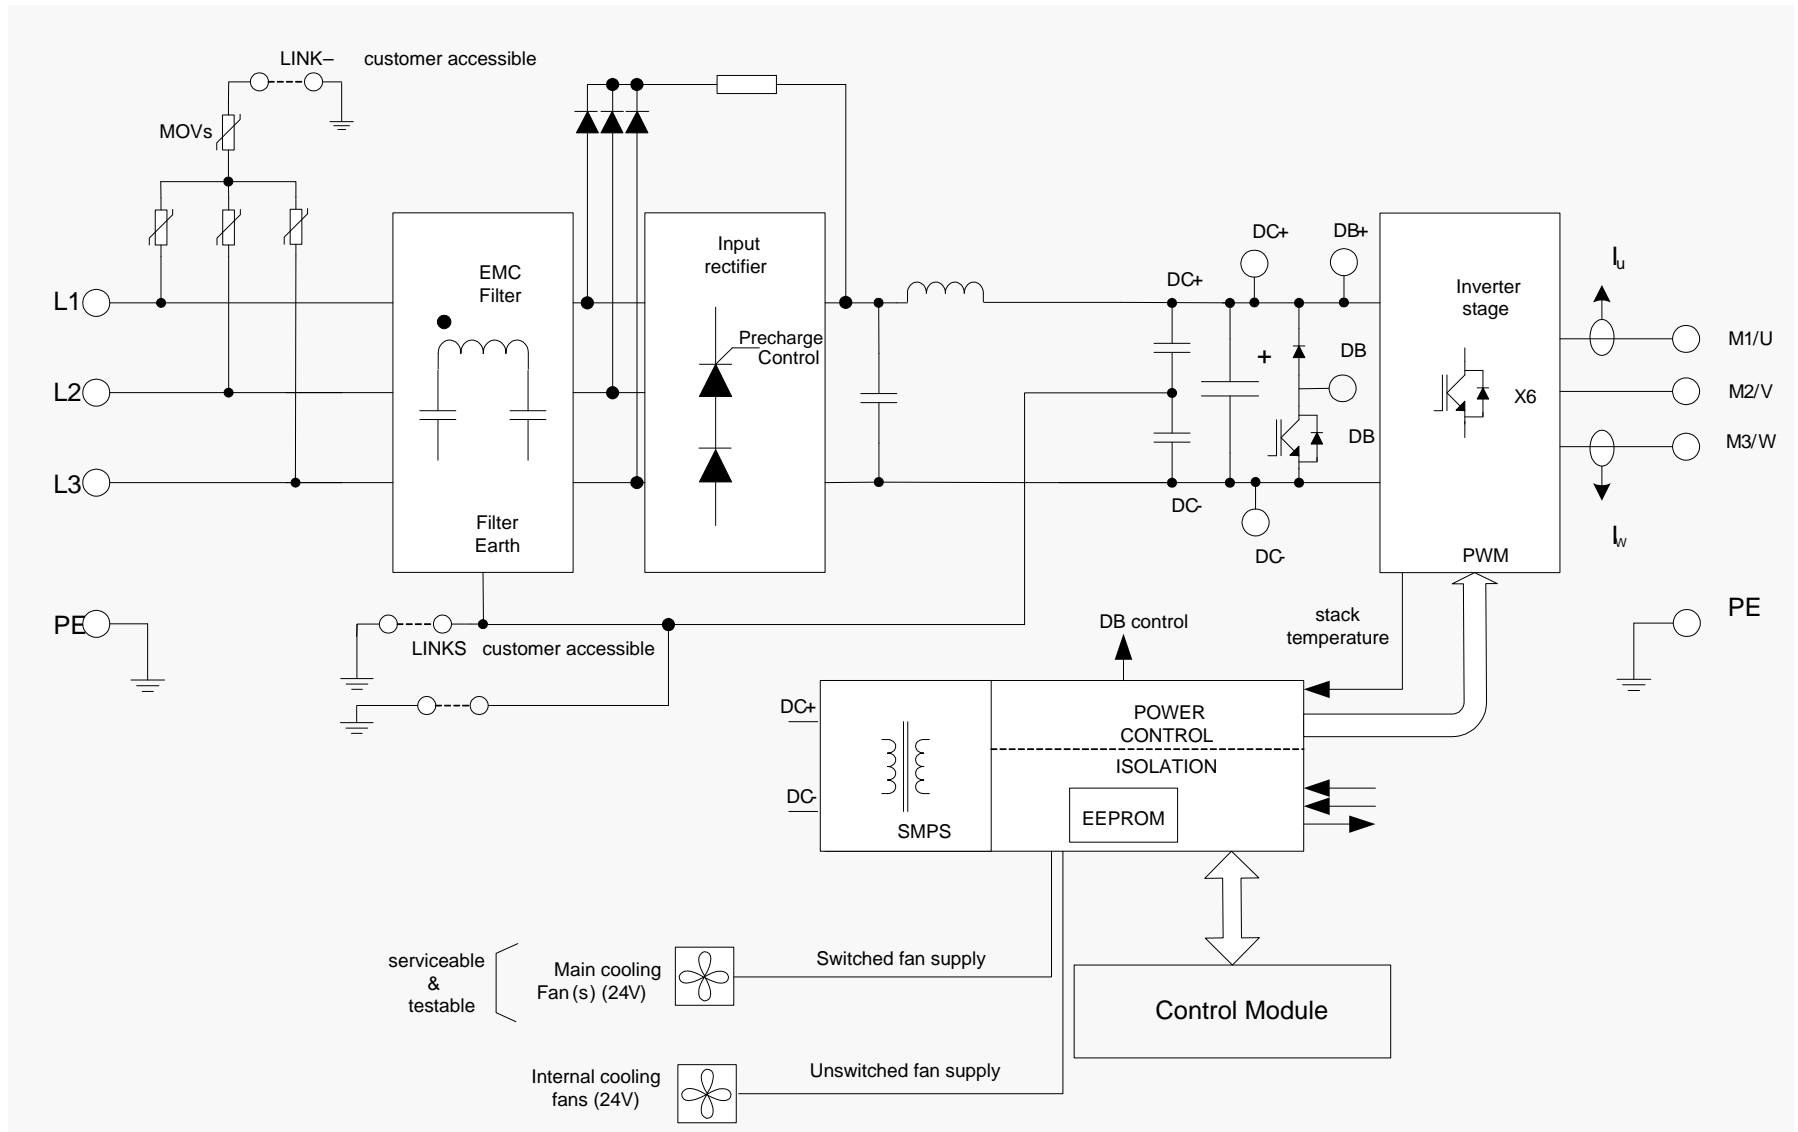 LINK–
customer accessible
MOVs
EMC
Filter
Input
rectifier
Precharge
Control
L1
L2
L3
Filter
Earth
PE
LINKS
customer accessible
DC+
DC+
DB+
+
DB
DB
DC-
DC-
Inverter
stage
X6
PWM
Iu
M1/U
M2/V
M3/W
Iw
PE
DB control
stack
temperature
DC+
DC-
SMPS
POWER
CONTROL
ISOLATION
EEPROM
serviceable
&
testable
Main cooling
Fan(s) (24V)
Switched fan supply
Control Module
Internal cooling
fans (24V)
Unswitched fan supply